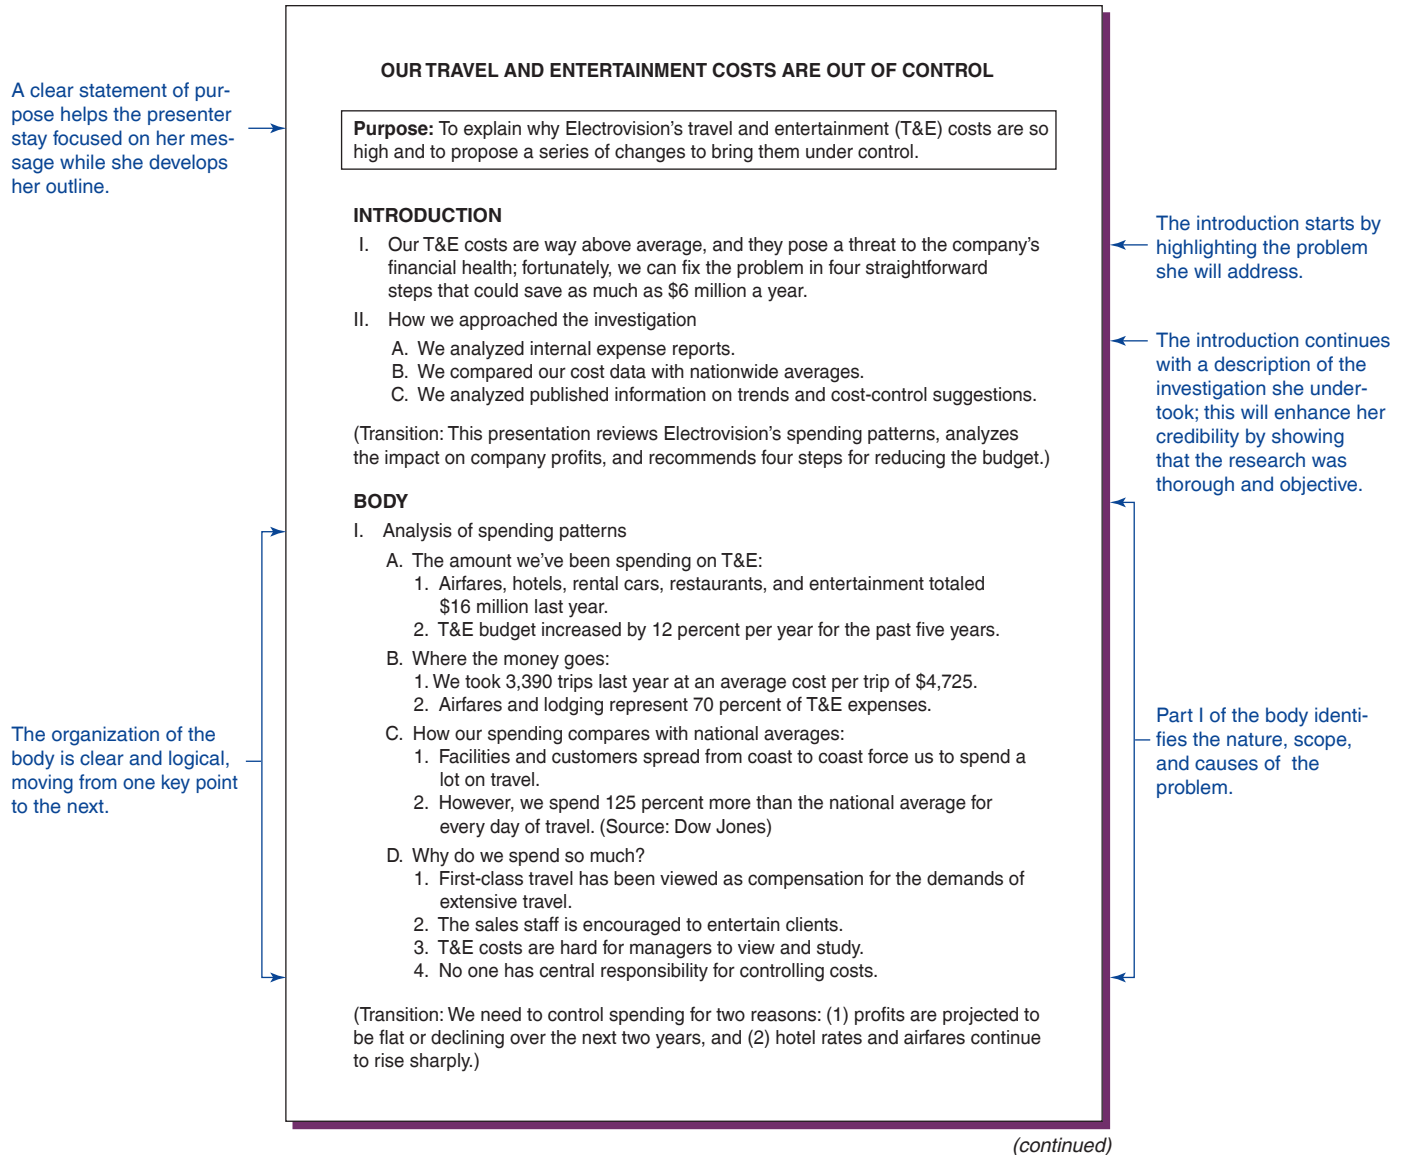 OUR TRAVEL AND ENTERTAINMENT COSTS ARE OUT OF CONTROL
A clear statement of pur-
pose helps the presenter
stay focused on her mes-
sage while she develops
her outline.
Purpose: To explain why Electrovision's travel and entertainment (T&E) costs are so
high and to propose a series of changes to bring them under control.
INTRODUCTION
I. Our T&E costs are way above average, and they pose a threat to the company's
financial health; fortunately, we can fix the problem in four straightforward
steps that could save as much as $6 million a year.
The introduction starts by
highlighting the problem
she will address.
II. How we approached the investigation
A. We analyzed internal expense reports.
B. We compared our cost data with nationwide averages.
C. We analyzed published information on trends and cost-control suggestions.
The introduction continues
with a description of the
investigation she under-
took; this will enhance her
credibility by showing
that the research was
thorough and objective.
(Transition: This presentation reviews Electrovision's spending patterns, analyzes
the impact on company profits, and recommends four steps for reducing the budget.)
BODY
I. Analysis of spending patterns
A. The amount we've been spending on T&E:
1. Airfares, hotels, rental cars, restaurants, and entertainment totaled
$16 million last year.
2. T&E budget increased by 12 percent per year for the past five years.
B. Where the money goes:
1. We took 3,390 trips last year at an average cost per trip of $4,725.
2. Airfares and lodging represent 70 percent of T&E expenses.
C. How our spending compares with national averages:
1. Facilities and customers spread from coast to coast force us to spend a
lot on travel.
2. However, we spend 125 percent more than the national average for
every day of travel. (Source: Dow Jones)
D. Why do we spend so much?
1. First-class travel has been viewed as compensation for the demands of
extensive travel.
2. The sales staff is encouraged to entertain clients.
3. T&E costs are hard for managers to view and study.
4. No one has central responsibility for controlling costs.
The organization of the
body is clear and logical,
moving from one key point
to the next.
Part I of the body identi-
fies the nature, scope,
and causes of the
problem.
(Transition: We need to control spending for two reasons: (1) profits are projected to
be flat or declining over the next two years, and (2) hotel rates and airfares continue
to rise sharply.)
(continued)